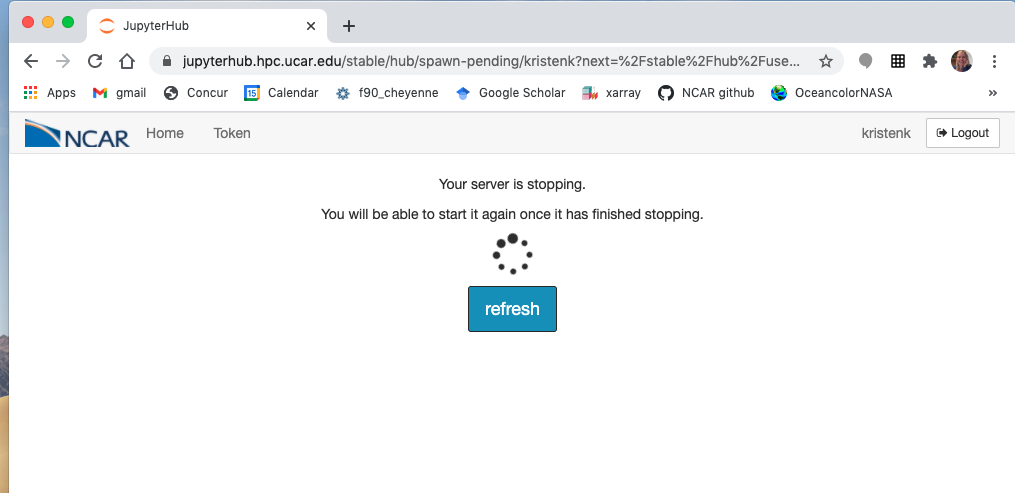 JupyterHub
jupyterhub.hpc.ucar.edu/stable/hub/spawn-pending/kristenk?next=%2Fstable%2Fhub%2Fuse...
Apps gmail Concur 15 Calendar f90_cheyenne Google Scholar xarray NCAR github OceancolorNASA »
NCAR Home Token kristenk Logout
Your server is stopping.
You will be able to start it again once it has finished stopping.
refresh